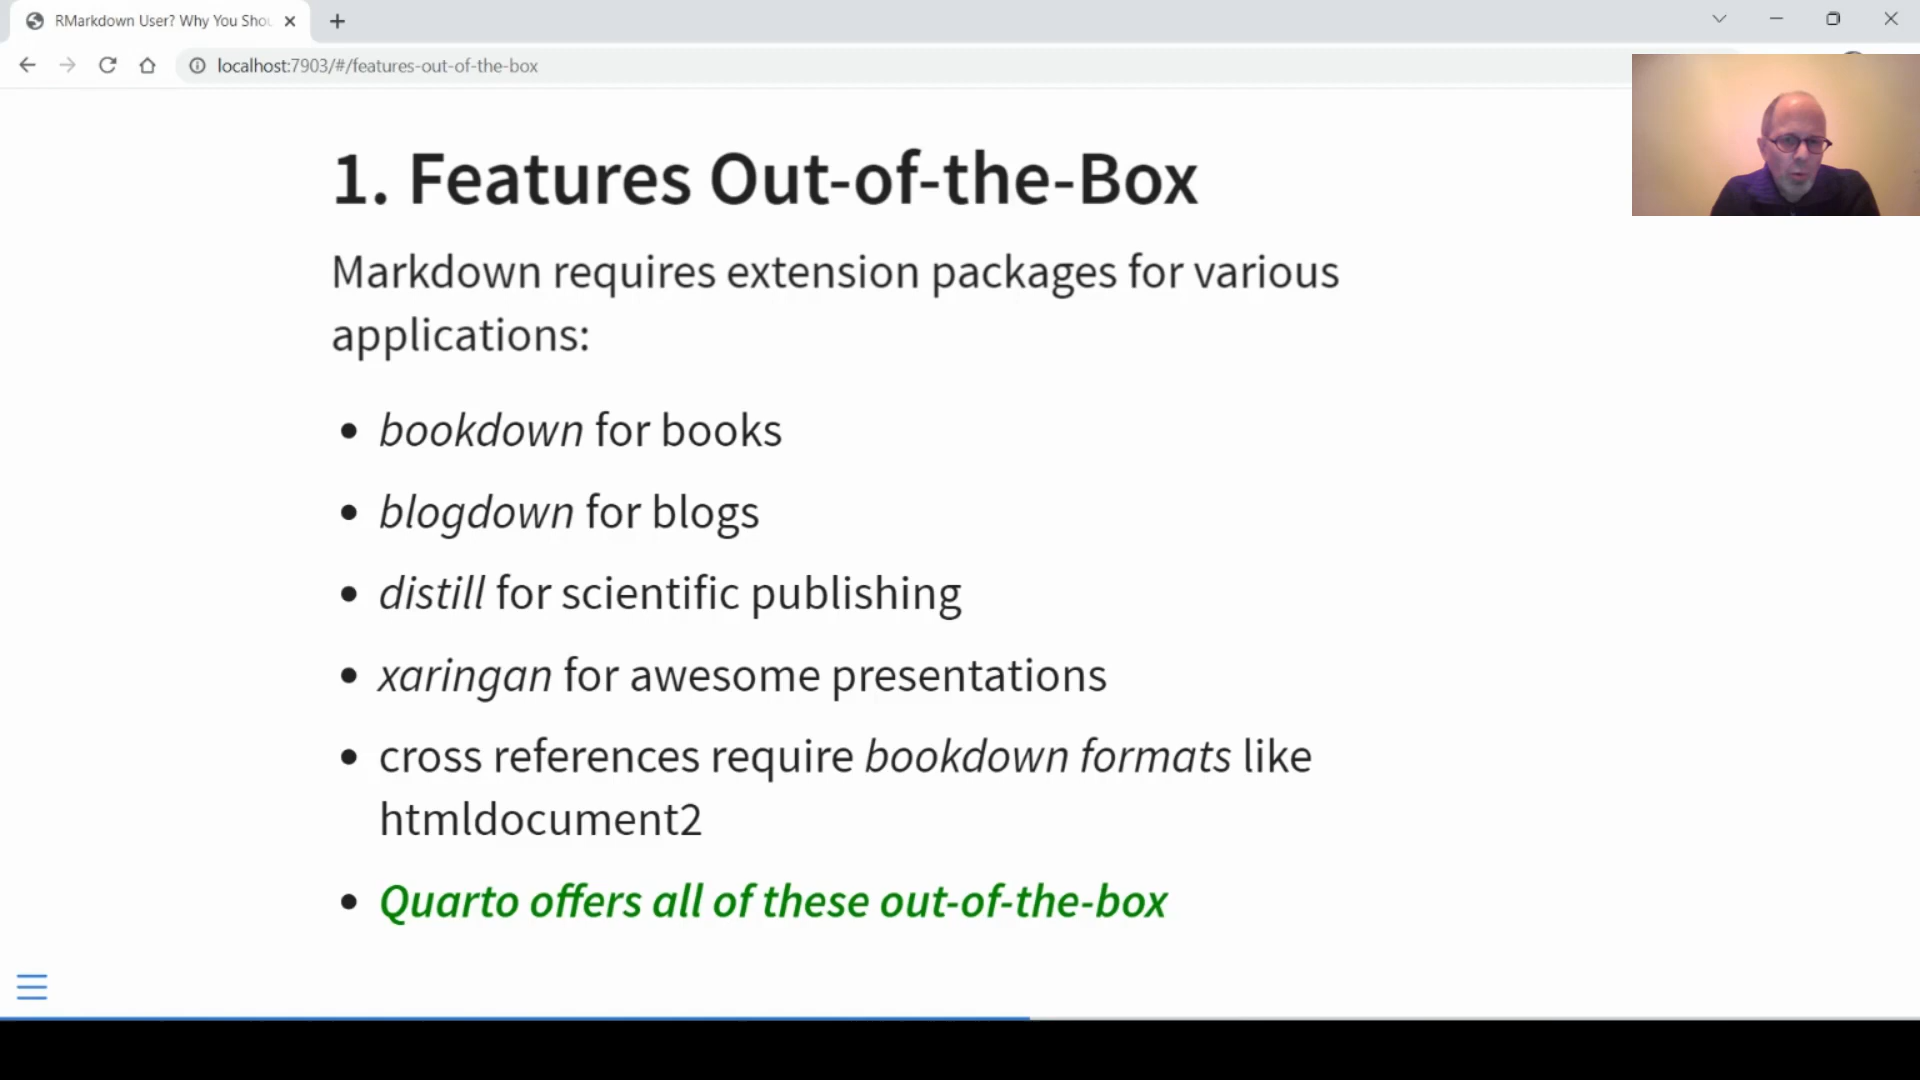 RMarkdown User? Why You Shou
localhost:7903/#/features-out-of-the-box
1. Features Out-of-the-Box
Markdown requires extension packages for various
applications:
• bookdown for books
• blogdown for blogs
• distill for scientific publishing
• xaringan for awesome presentations
• cross references require bookdown formats like
htmldocument2
• Quarto offers all of these out-of-the-box